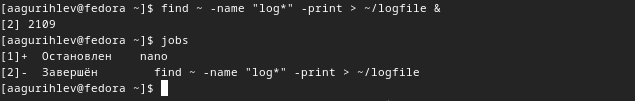 [aagurihlev@fedora ~]$ find ~ -name "log*" -print > ~/logfile &
[2] 2109
[aagurihlev@fedora ~]$ jobs
[1]+  Остановлен    nano
[2]-  Завершён        find ~ -name "log*" -print > ~/logfile
[aagurihlev@fedora ~]$